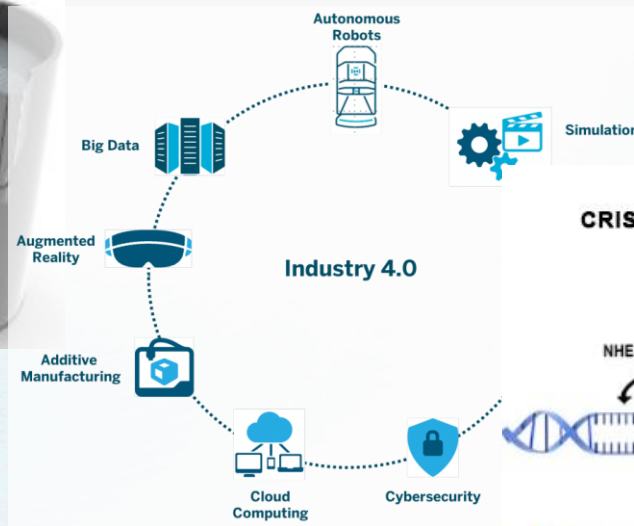 Autonomous
Robots
Big Data
Simulation
Augmented
Reality
Industry 4.0
CRIS
NHE
Additive
Manufacturing
Cloud
Computing
Cybersecurity